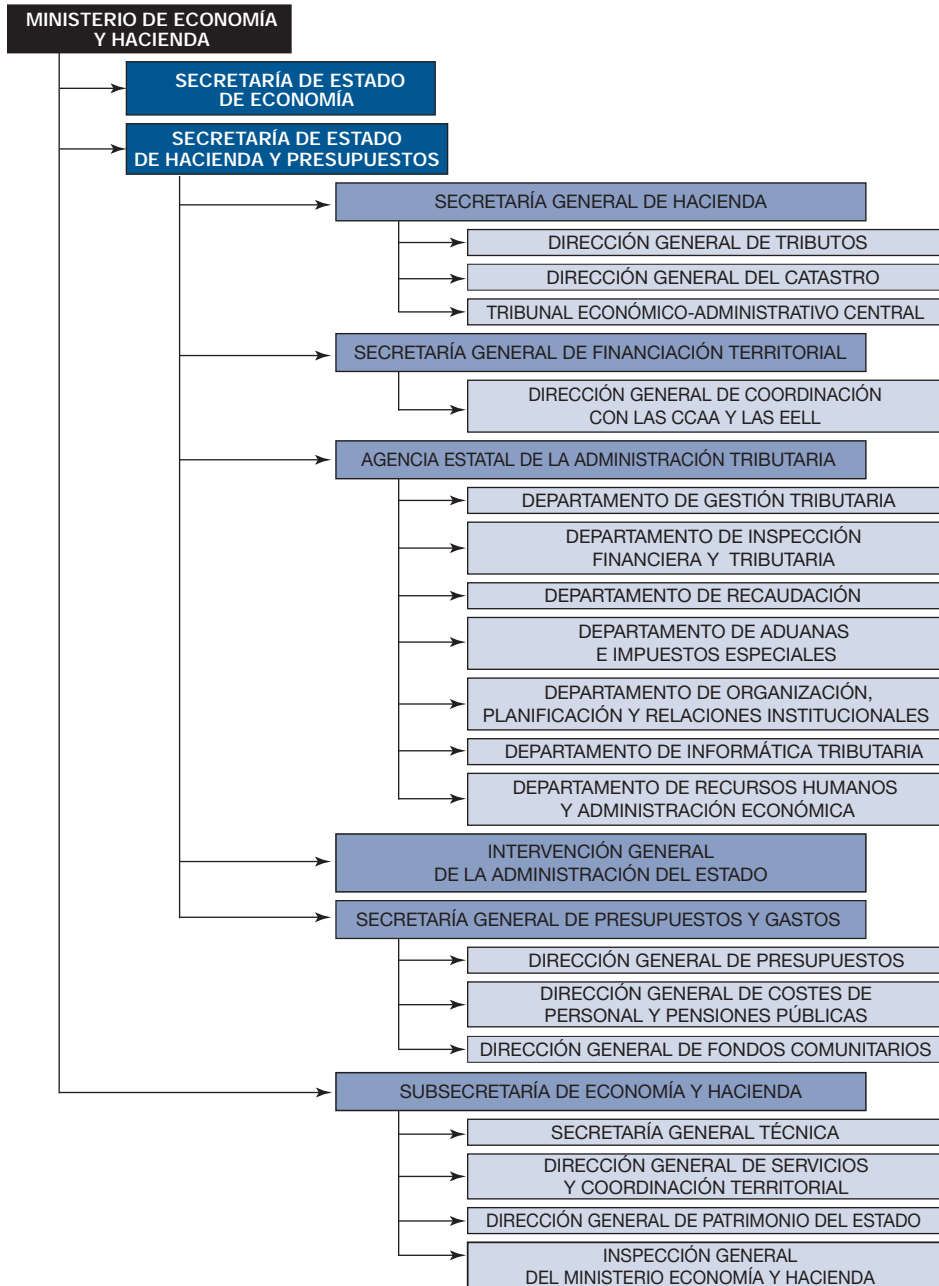 MINISTERIO DE ECONOMÍA
Y HACIENDA
SECRETARÍA DE ESTADO
DE ECONOMÍA
SECRETARÍA DE ESTADO
DE HACIENDA Y PRESUPUESTOS
SECRETARÍA GENERAL DE HACIENDA
DIRECCIÓN GENERAL DE TRIBUTOS
DIRECCIÓN GENERAL DEL CATASTRO
TRIBUNAL ECONÓMICO-ADMINISTRATIVO CENTRAL
SECRETARÍA GENERAL DE FINANCIACIÓN TERRITORIAL
DIRECCIÓN GENERAL DE COORDINACIÓN
CON LAS CCAA Y LAS EELL
AGENCIA ESTATAL DE LA ADMINISTRACIÓN TRIBUTARIA
DEPARTAMENTO DE GESTIÓN TRIBUTARIA
DEPARTAMENTO DE INSPECCIÓN
FINANCIERA Y TRIBUTARIA
DEPARTAMENTO DE RECAUDACIÓN
DEPARTAMENTO DE ADUANAS
E IMPUESTOS ESPECIALES
DEPARTAMENTO DE ORGANIZACIÓN,
PLANIFICACIÓN Y RELACIONES INSTITUCIONALES
DEPARTAMENTO DE INFORMÁTICA TRIBUTARIA
DEPARTAMENTO DE RECURSOS HUMANOS
Y ADMINISTRACIÓN ECONÓMICA
INTERVENCIÓN GENERAL
DE LA ADMINISTRACIÓN DEL ESTADO
SECRETARÍA GENERAL DE PRESUPUESTOS Y GASTOS
DIRECCIÓN GENERAL DE PRESUPUESTOS
DIRECCIÓN GENERAL DE COSTES DE
PERSONAL Y PENSIONES PÚBLICAS
DIRECCIÓN GENERAL DE FONDOS COMUNITARIOS
SUBSECRETARÍA DE ECONOMÍA Y HACIENDA
SECRETARÍA GENERAL TÉCNICA
DIRECCIÓN GENERAL DE SERVICIOS
Y COORDINACIÓN TERRITORIAL
DIRECCIÓN GENERAL DE PATRIMONIO DEL ESTADO
INSPECCIÓN GENERAL
DEL MINISTERIO ECONOMÍA Y HACIENDA